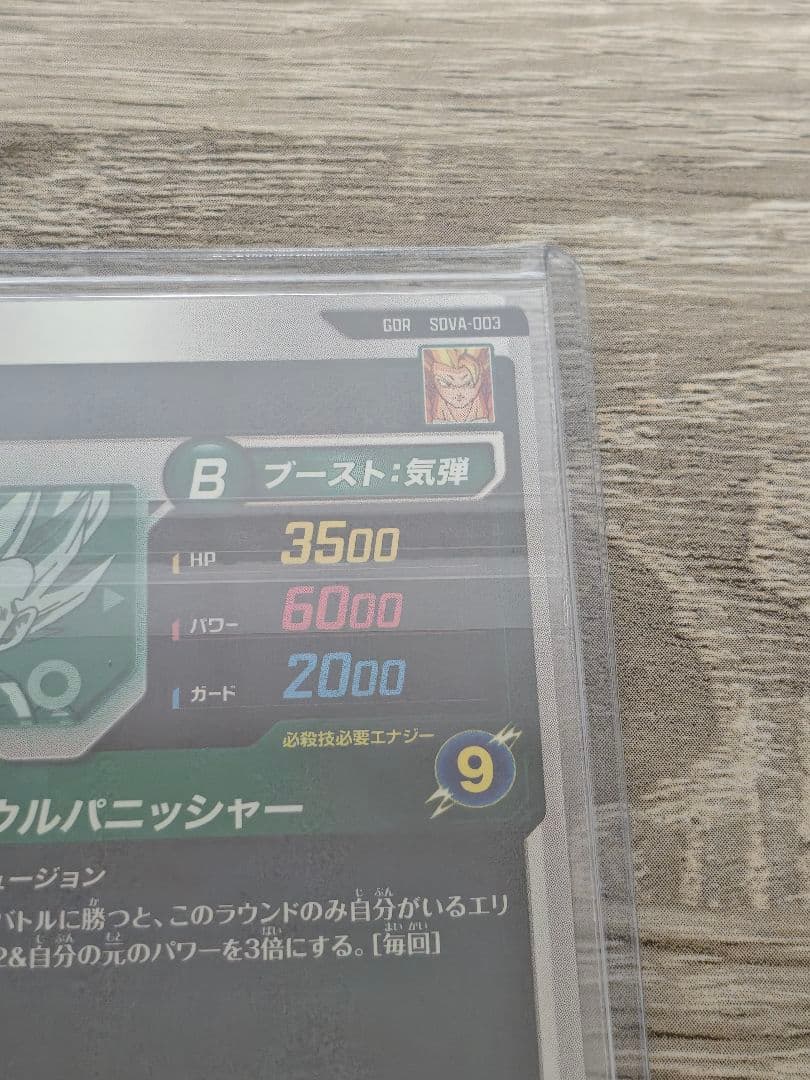 GDR SDVA-003
B ブースト:気弾
HP 3500
パワー 6000
ガード 2000
必殺技必要エナジー
9
ウルパニッシャー
ュージョン
バトルに勝つと、このラウンドのみ自分がいるエリ
2&自分の元のパワーを3倍にする。[毎回]